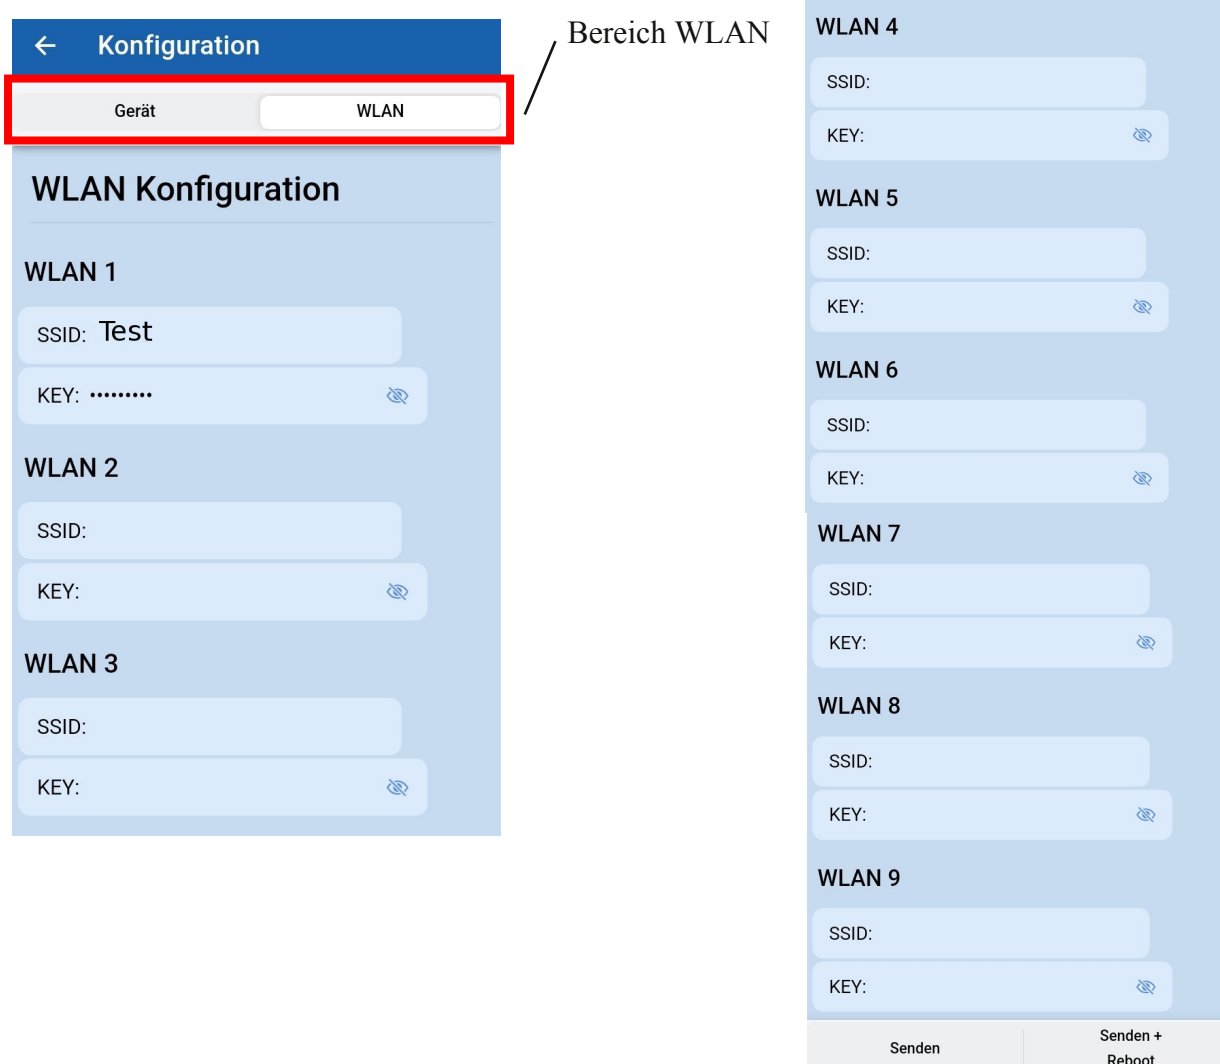 Konfiguration
Gerät
WLAN
Bereich WLAN
WLAN Konfiguration
WLAN 1
SSID: Test
KEY: •••••••••
WLAN 2
SSID:
KEY:
WLAN 3
SSID:
KEY:
WLAN 4
SSID:
KEY:
WLAN 5
SSID:
KEY:
WLAN 6
SSID:
KEY:
WLAN 7
SSID:
KEY:
WLAN 8
SSID:
KEY:
WLAN 9
SSID:
KEY:
Senden
Senden +
Reboot